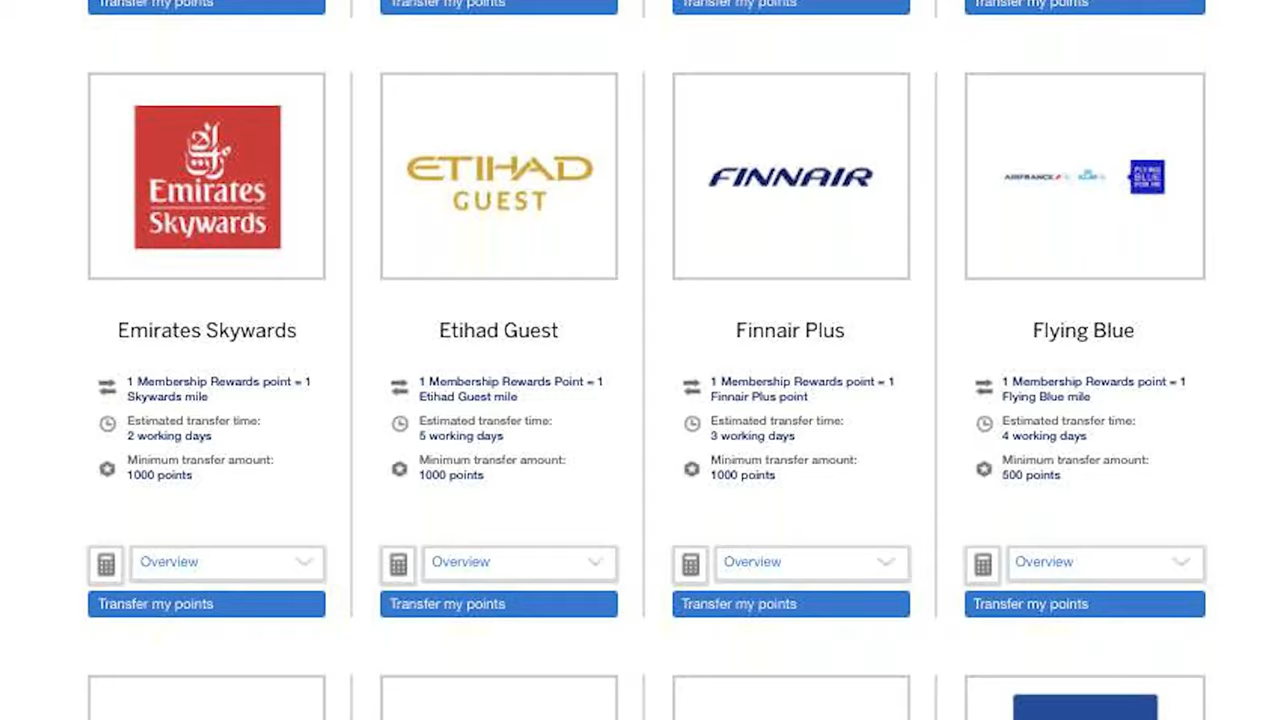 Transfer my points
Transfer my points
Transfer my points
Transfer my points
Emirates
Skywards
ETIHAD
GUEST
FINNAIR
AIRFRANCE
KLM
FLYING
BLUE
Emirates Skywards
1 Membership Rewards point = 1
Skywards mile
Estimated transfer time:
2 working days
Minimum transfer amount:
1000 points
Overview
Transfer my points
Etihad Guest
1 Membership Rewards Point = 1
Etihad Guest mile
Estimated transfer time:
5 working days
Minimum transfer amount:
1000 points
Overview
Transfer my points
Finnair Plus
1 Membership Rewards point = 1
Finnair Plus point
Estimated transfer time:
3 working days
Minimum transfer amount:
1000 points
Overview
Transfer my points
Flying Blue
1 Membership Rewards point = 1
Flying Blue mile
Estimated transfer time:
4 working days
Minimum transfer amount:
500 points
Overview
Transfer my points